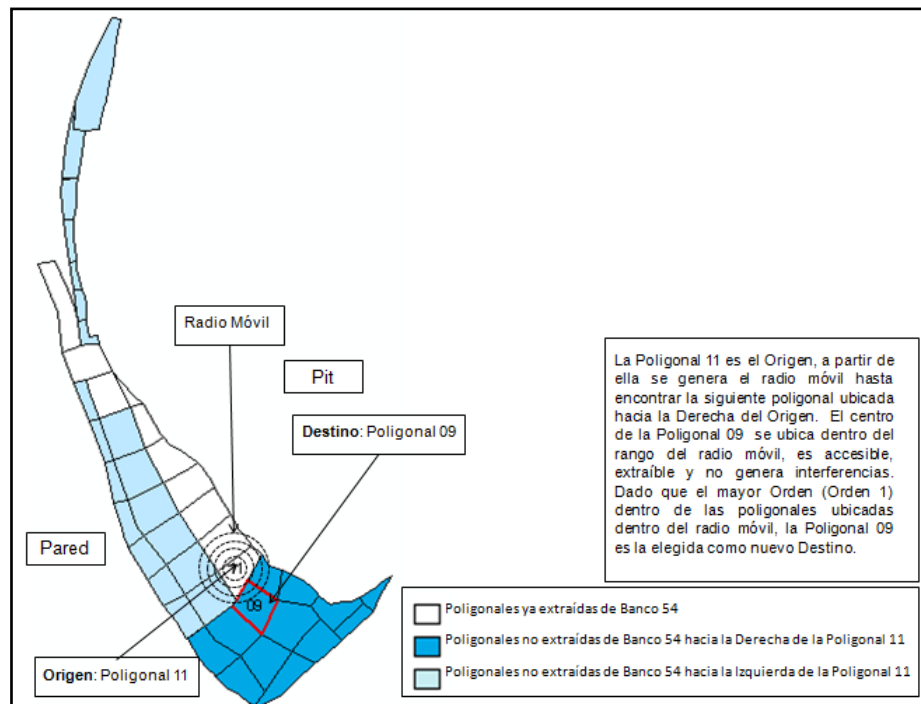 Radio Móvil
Pit
Destino: Poligonal 09
La Poligonal 11 es el Origen, a partir de
ella se genera el radio móvil hasta
encontrar la siguiente poligonal ubicada
hacia la Derecha del Origen. El centro
de la Poligonal 09 se ubica dentro del
rango del radio móvil, es accesible,
extraíble y no genera interferencias.
Dado que el mayor Orden (Orden 1)
dentro de las poligonales ubicadas
dentro del radio móvil, la Poligonal 09
es la elegida como nuevo Destino.
Pared
11
09
Origen: Poligonal 11
Poligonales ya extraídas de Banco 54
Poligonales no extraídas de Banco 54 hacia la Derecha de la Poligonal 11
Poligonales no extraídas de Banco 54 hacia la Izquierda de la Poligonal 11